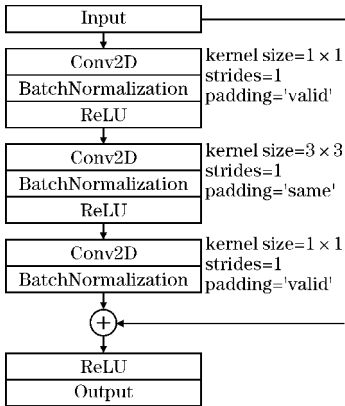 Input
Conv2D
BatchNormalization
ReLU
kernel size=1×1
strides=1
padding='valid'
Conv2D
BatchNormalization
ReLU
kernel size=3×3
strides=1
padding='same'
Conv2D
BatchNormalization
kernel size=1×1
strides=1
padding='valid'
+
ReLU
Output